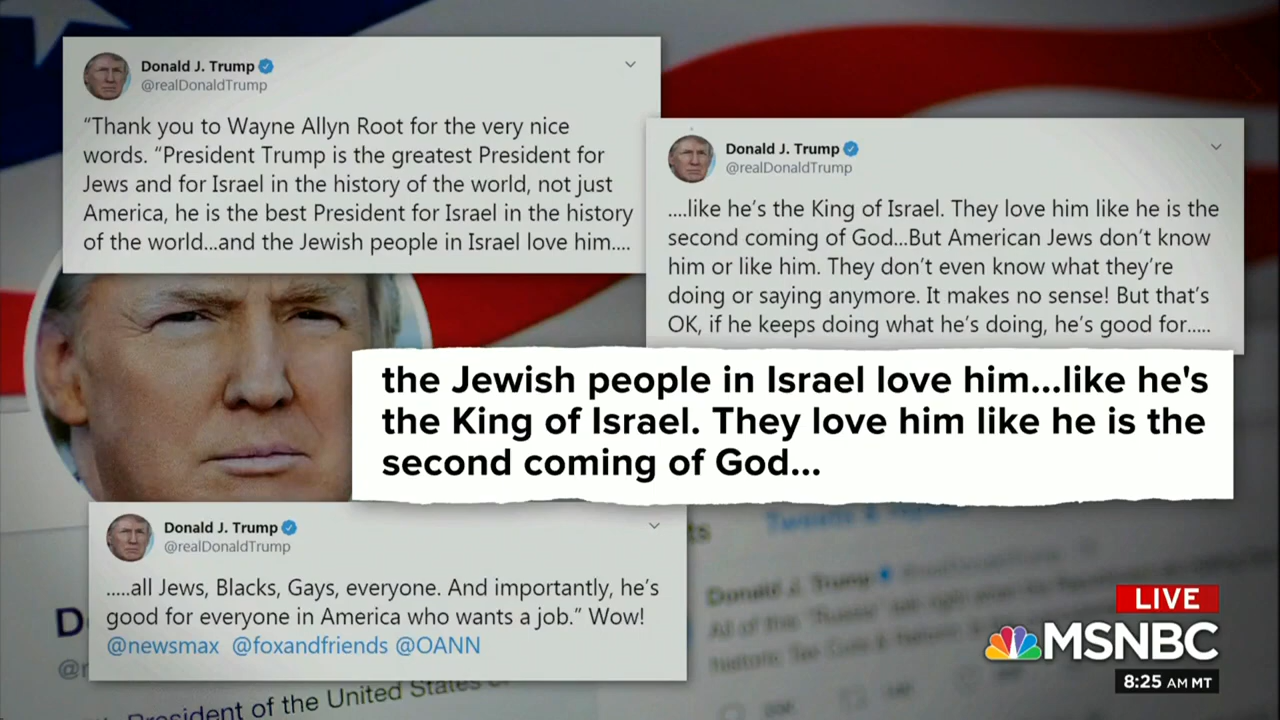 Donald J. Trump
@realDonaldTrump
“Thank you to Wayne Allyn Root for the very nice
words. “President Trump is the greatest President for
Jews and for Israel in the history of the world, not just
America, he is the best President for Israel in the history
of the world...and the Jewish people in Israel love him....
Donald J. Trump
@realDonaldTrump
....like he’s the King of Israel. They love him like he is the
second coming of God...But American Jews don’t know
him or like him. They don’t even know what they’re
doing or saying anymore. It makes no sense! But that’s
OK, if he keeps doing what he’s doing, he’s good for.....
the Jewish people in Israel love him...like he's
the King of Israel. They love him like he is the
second coming of God...
Donald J. Trump
@realDonaldTrump
.....all Jews, Blacks, Gays, everyone. And importantly, he’s
good for everyone in America who wants a job.” Wow!
@newsmax @foxandfriends @OANN
Donald J. Trump
President of the United States
LIVE
MSNBC
8:25 AM MT